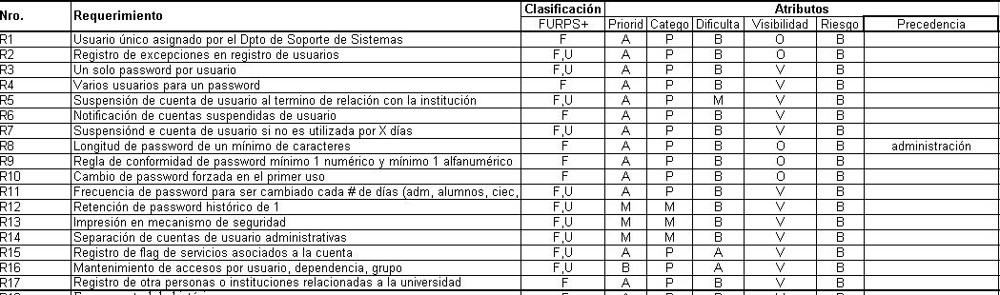 Nro. Requerimiento Clasificación Atributos
FURPS+ Priorid Catego Dificulta Visibilidad Riesgo Precedencia
R1 Usuario único asignado por el Dpto de Soporte de Sistemas F A P B O B
R2 Registro de excepciones en registro de usuarios F,U A P B O B
R3 Un solo password por usuario F,U A P B V B
R4 Varios usuarios para un password F A P B V B
R5 Suspensión de cuenta de usuario al termino de relación con la institución F,U A P M V B
R6 Notificación de cuentas suspendidas de usuario F A P B V B
R7 Suspensiónd e cuenta de usuario si no es utilizada por X días F,U A P B V B
R8 Longitud de password de un mínimo de caracteres F A P B O B administración
R9 Regla de conformidad de password mínimo 1 numérico y mínimo 1 alfanumérico F A P B O B
R10 Cambio de password forzada en el primer uso F A P B O B
R11 Frecuencia de password para ser cambiado cada # de días (adm, alumnos, ciec, F,U A P B V B
R12 Retención de password histórico de 1 F,U M M B V B
R13 Impresión en mecanismo de seguridad F,U M M B V B
R14 Separación de cuentas de usuario administrativas F,U M M B V B
R15 Registro de flag de servicios asociados a la cuenta F,U A P A V B
R16 Mantenimiento de accesos por usuario, dependencia, grupo F,U B P A V B
R17 Registro de otra personas o instituciones relacionadas a la universidad F A P B V B